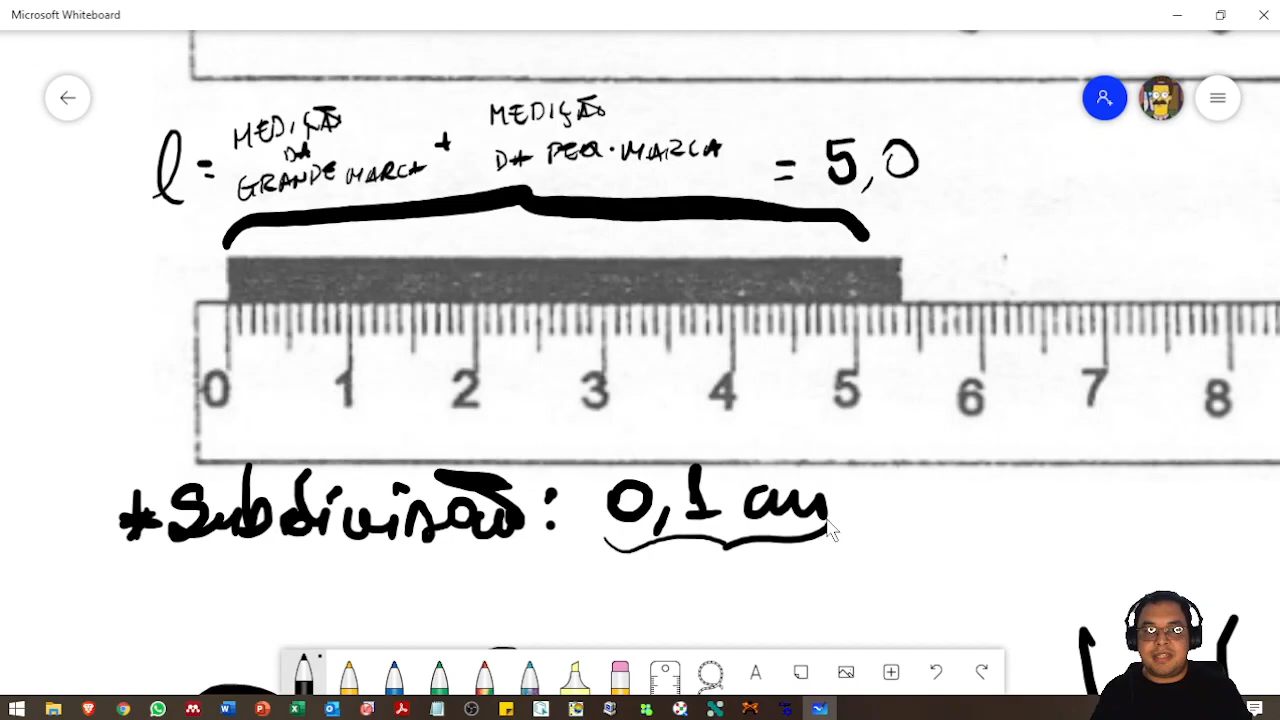 Microsoft Whiteboard
l = MEDIÇÃO DA GRANDE MARCA + MEDIÇÃO DA PEQ. MARCA = 5,0
0 1 2 3 4 5 6 7 8
*Subdivisão: 0,1 cm